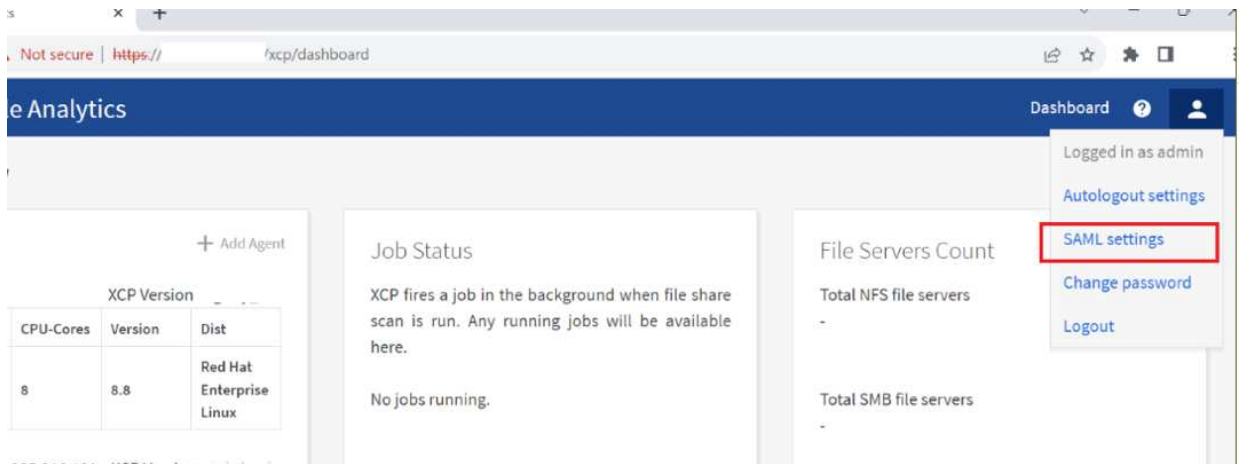 Not secure | https:// /xcp/dashboard
le Analytics
Dashboard
Logged in as admin
Autologout settings
SAML settings
Change password
Logout
+ Add Agent
XCP Version
CPU-Cores Version Dist
8 8.8 Red Hat
Enterprise
Linux
Job Status
XCP fires a job in the background when file share
scan is run. Any running jobs will be available
here.
No jobs running.
File Servers Count
Total NFS file servers
-
Total SMB file servers
-